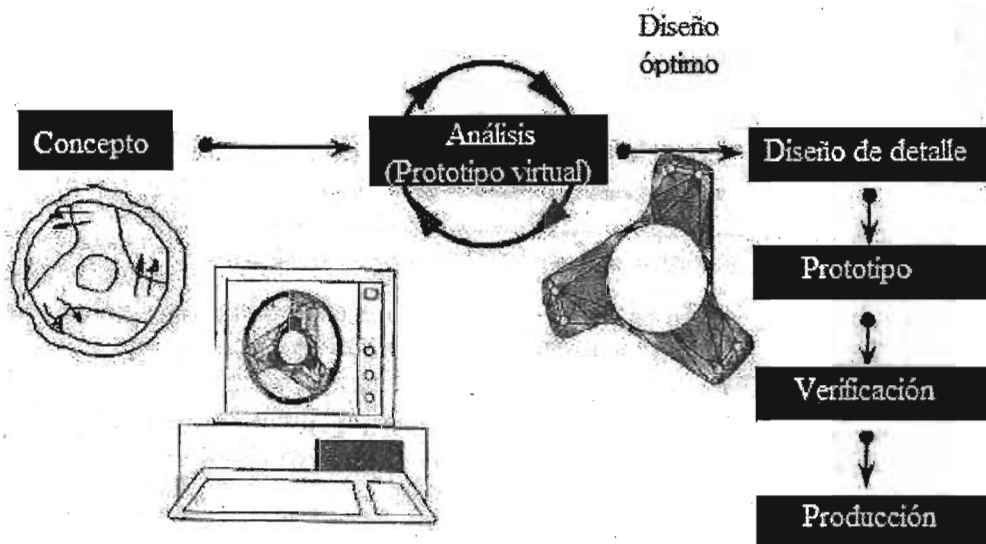 Diseño
óptimo
Concepto
Análisis
(Prototipo virtual)
Diseño de detalle
Prototipo
Verificación
Producción